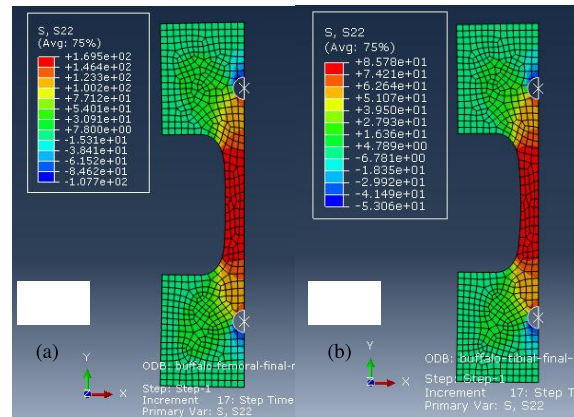 S, S22
(Avg: 75%)
+1.695e+02
+1.464e+02
+1.233e+02
+1.002e+02
+7.712e+01
+5.401e+01
+3.091e+01
+7.800e+00
-1.531e+01
-3.841e+01
-6.152e+01
-8.462e+01
-1.077e+02
(a)
Y
X
Z
ODB: buffalo-femoral-final-r
Step: Step-1
Increment 17: Step Time
Primary Var: S, S22
S, S22
(Avg: 75%)
+8.578e+01
+7.421e+01
+6.264e+01
+5.107e+01
+3.950e+01
+2.793e+01
+1.636e+01
+4.789e+00
-6.781e+00
-1.835e+01
-2.992e+01
-4.149e+01
-5.306e+01
(b)
Y
X
Z
ODB: buffalo-tibial-final-
Step: Step-1
Increment 17: Step Time
Primary Var: S, S22